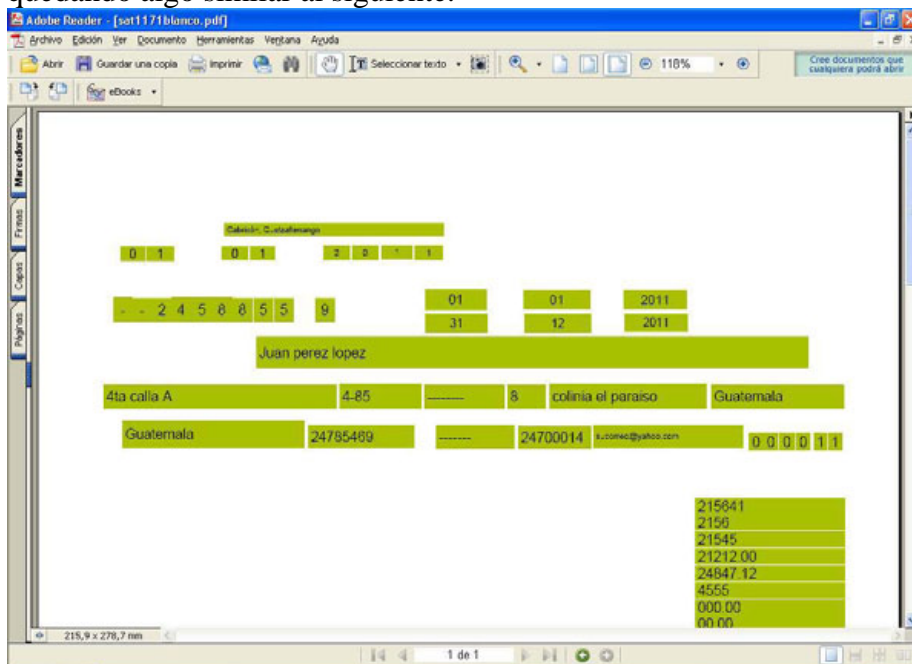 quedando algo similar al siguiente:
Adobe Reader - [sat1171blanco.pdf]
Archivo Edición Ver Documento Herramientas Ventana Ayuda
Abrir Guardar una copia Imprimir Seleccionar texto 118% Cree documentos que
cualquiera podrá abrir
eBooks
Marcadores
Firmas
Capas
Páginas
0 1 0 1 2 0 1 1
- - 2 4 5 8 8 5 5 9 01 01 2011
31 12 2011
Juan perez lopez
4ta calla A 4-85 -------- 8 colinia el paraiso Guatemala
Guatemala 24785469 ------- 24700014 0 0 0 0 1 1
215641
2156
21545
21212.00
24847.12
4555
000.00
00.00
215,9 x 278,7 mm
1 de 1